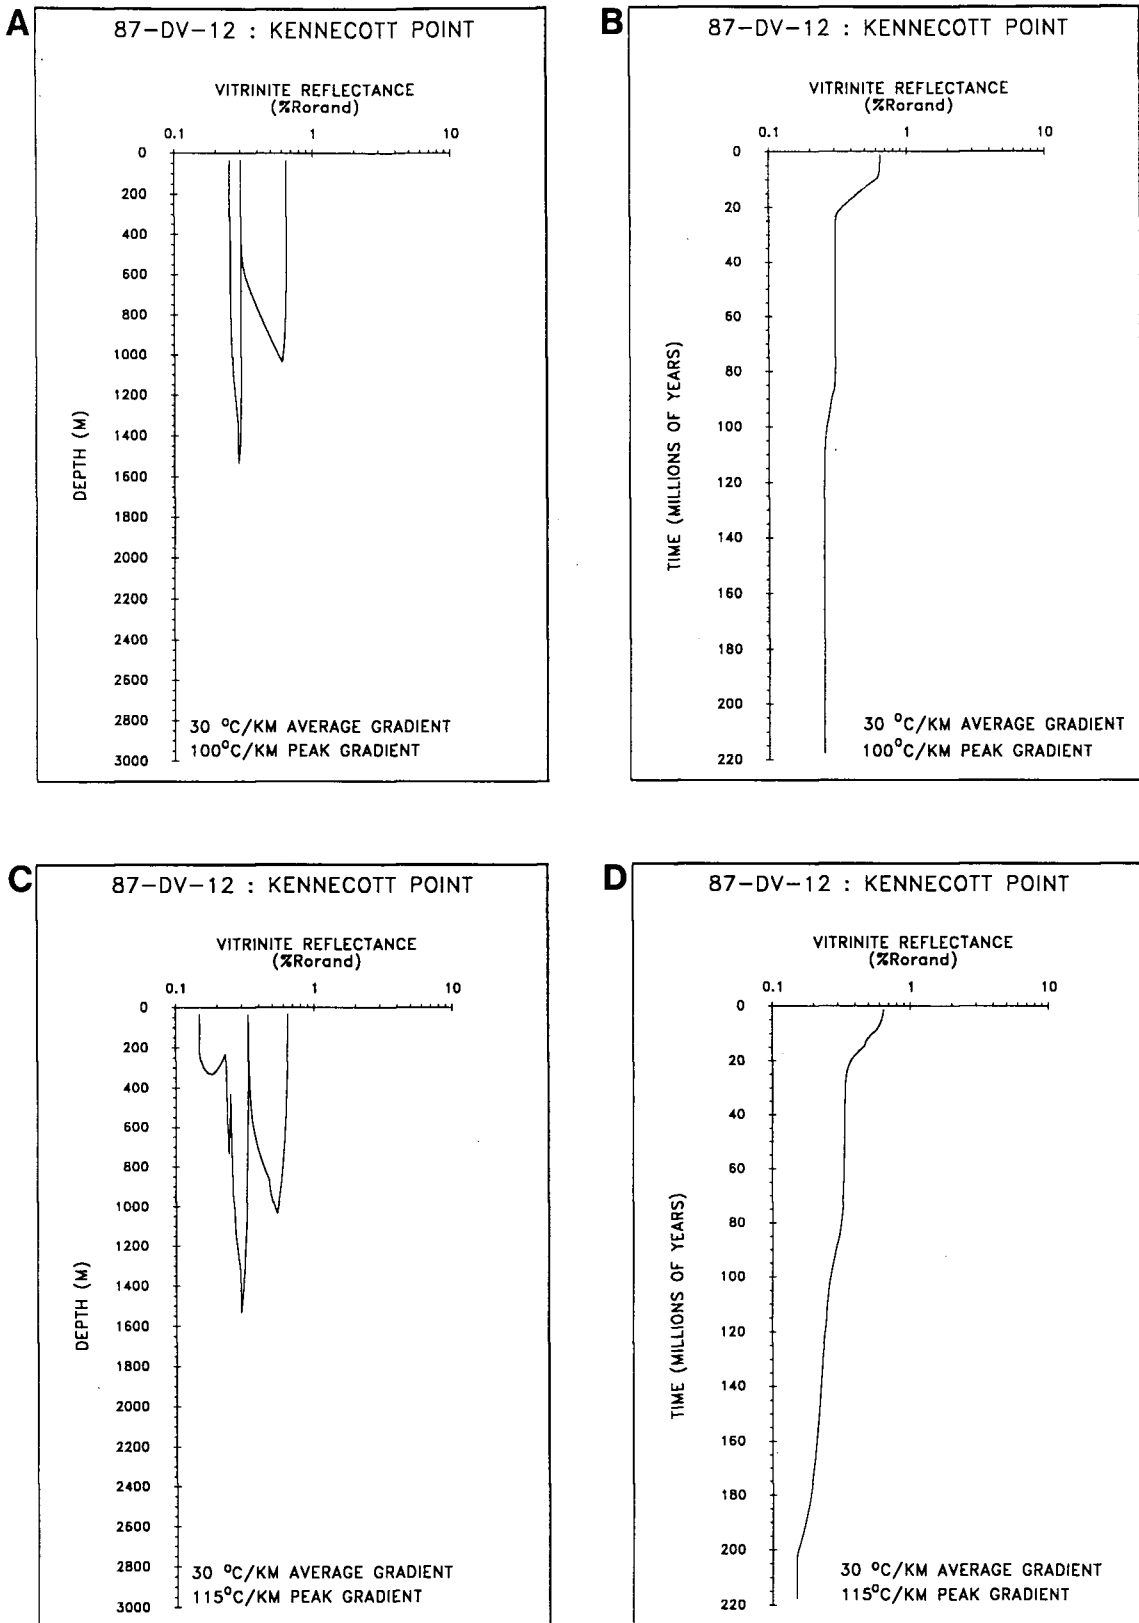 A
87-DV-12 : KENNECOTT POINT
VITRINITE REFLECTANCE
(%Rorand)
0.1 1 10
0
200
400
600
800
1000
1200
1400
1600
1800
2000
2200
2400
2600
2800
3000
DEPTH (M)
30 °C/KM AVERAGE GRADIENT
100°C/KM PEAK GRADIENT
B
87-DV-12 : KENNECOTT POINT
VITRINITE REFLECTANCE
(%Rorand)
0.1 1 10
0
20
40
60
80
100
120
140
160
180
200
220
TIME (MILLIONS OF YEARS)
30 °C/KM AVERAGE GRADIENT
100°C/KM PEAK GRADIENT
C
87-DV-12 : KENNECOTT POINT
VITRINITE REFLECTANCE
(%Rorand)
0.1 1 10
0
200
400
600
800
1000
1200
1400
1600
1800
2000
2200
2400
2600
2800
3000
DEPTH (M)
30 °C/KM AVERAGE GRADIENT
115°C/KM PEAK GRADIENT
D
87-DV-12 : KENNECOTT POINT
VITRINITE REFLECTANCE
(%Rorand)
0.1 1 10
0
20
40
60
80
100
120
140
160
180
200
220
TIME (MILLIONS OF YEARS)
30 °C/KM AVERAGE GRADIENT
115°C/KM PEAK GRADIENT